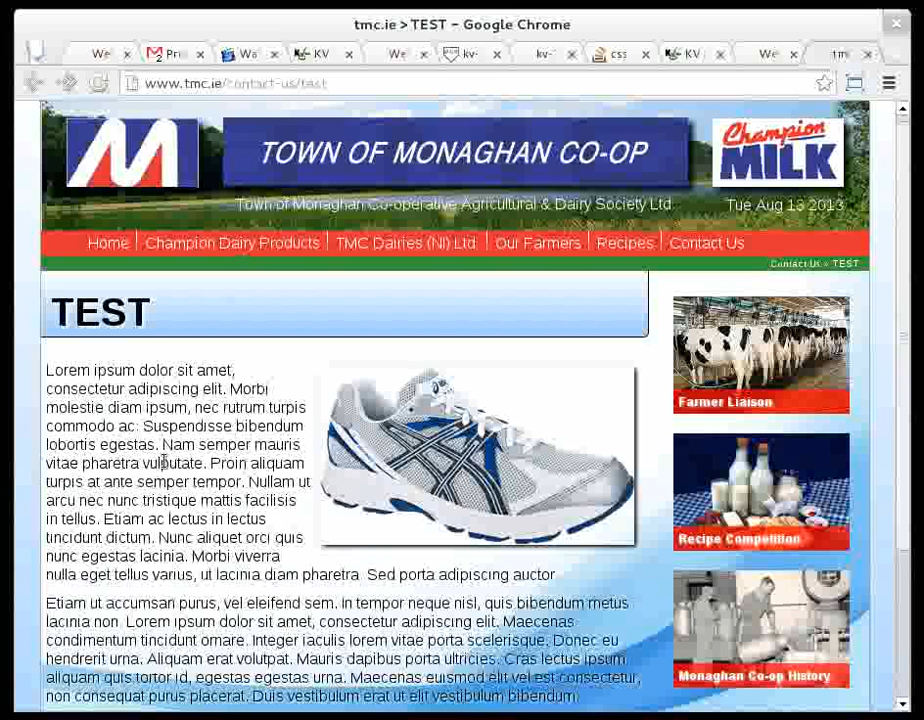 tmc.ie > TEST - Google Chrome
We
Wa
KV
We
kv-
kv-
css
KV
We
www.tmc.ie/contact-us/test
TOWN OF MONAGHAN CO-OP
Champion
MILK
Town of Monaghan Co-operative Agricultural & Dairy Society Ltd.
Tue Aug 13 2013
Home
Champion Dairy Products
TMC Dairies (NI) Ltd.
Our Farmers
Recipes
Contact Us
Contact Us » TEST
TEST
Lorem ipsum dolor sit amet,
consectetur adipiscing elit. Morbi
molestie diam ipsum, nec rutrum turpis
commodo ac. Suspendisse bibendum
lobortis egestas. Nam semper mauris
vitae pharetra vulputate. Proin aliquam
turpis at ante semper tempor. Nullam ut
arcu nec nunc tristique mattis facilisis
in tellus. Etiam ac lectus in lectus
tincidunt dictum. Nunc aliquet orci quis
nunc egestas lacinia. Morbi viverra
nulla eget tellus varius, ut lacinia diam pharetra. Sed porta adipiscing auctor.
Etiam ut accumsan purus, vel eleifend sem. In tempor neque nisl, quis bibendum metus
lacinia non. Lorem ipsum dolor sit amet, consectetur adipiscing elit. Maecenas
condimentum tincidunt ornare. Integer iaculis lorem vitae porta scelerisque. Donec eu
hendrerit urna. Aliquam erat volutpat. Mauris dapibus porta ultricies. Cras lectus ipsum,
aliquam quis tortor id, egestas egestas urna. Maecenas euismod elit vel est consectetur,
non consequat purus placerat. Duis vestibulum erat ut elit vestibulum bibendum.
Farmer Liaison
Recipe Competition
Monaghan Co-op History